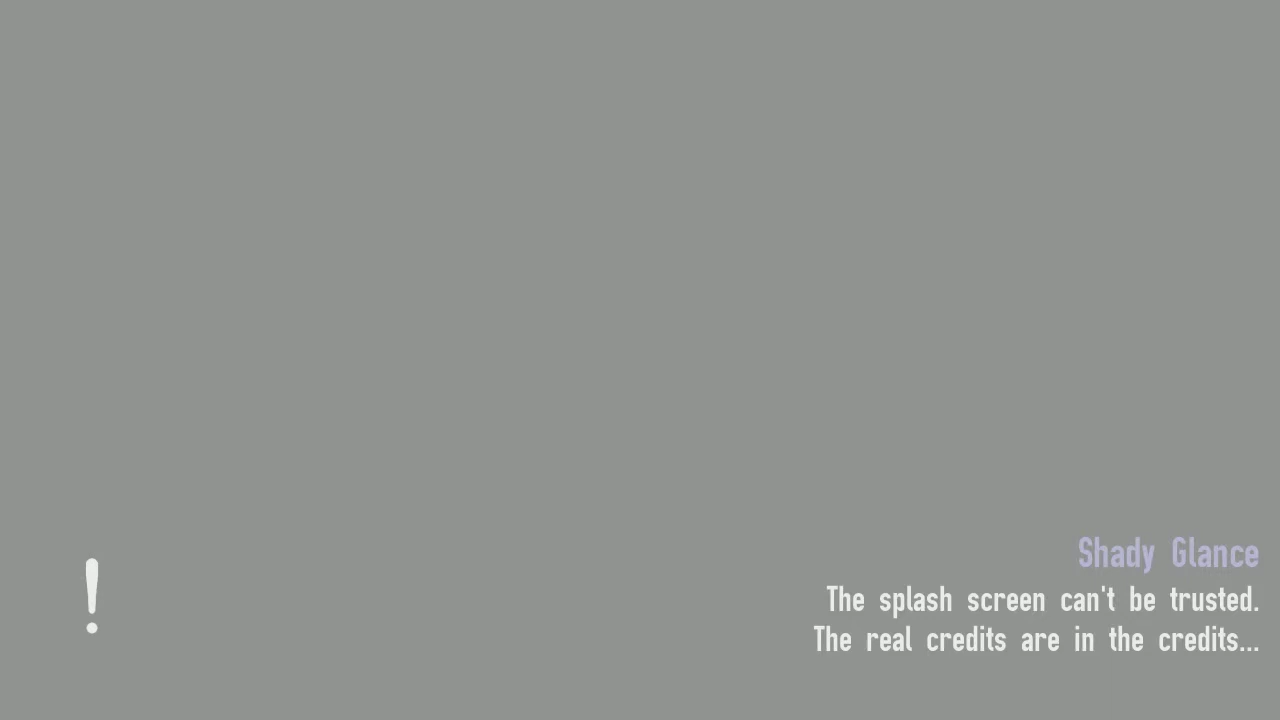 Shady Glance
The splash screen can't be trusted.
The real credits are in the credits...
!